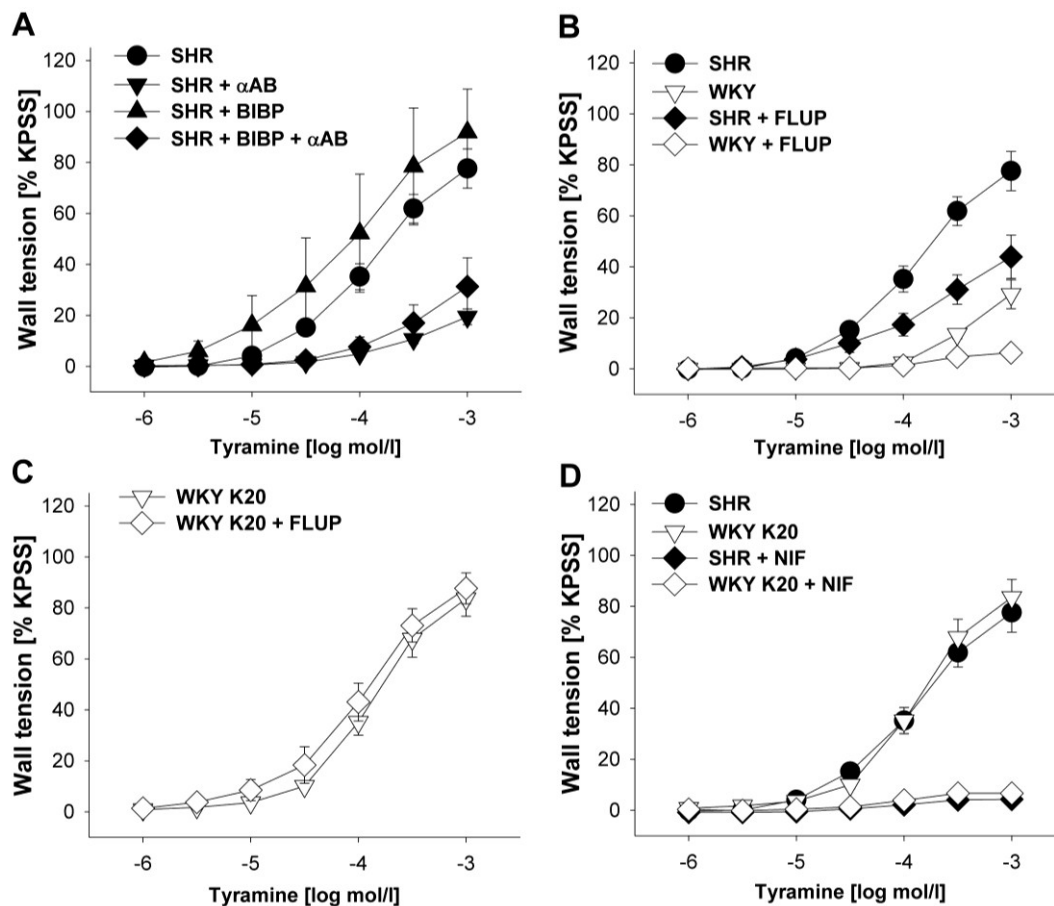 A
SHR
SHR + αAB
SHR + BIBP
SHR + BIBP + αAB
Wall tension [% KPSS]
120
100
80
60
40
20
0
-6
-5
-4
-3
Tyramine [log mol/l]
B
SHR
WKY
SHR + FLUP
WKY + FLUP
Wall tension [% KPSS]
120
100
80
60
40
20
0
-6
-5
-4
-3
Tyramine [log mol/l]
C
WKY K20
WKY K20 + FLUP
Wall tension [% KPSS]
120
100
80
60
40
20
0
-6
-5
-4
-3
Tyramine [log mol/l]
D
SHR
WKY K20
SHR + NIF
WKY K20 + NIF
Wall tension [% KPSS]
120
100
80
60
40
20
0
-6
-5
-4
-3
Tyramine [log mol/l]